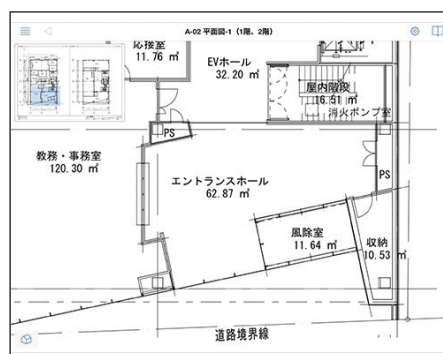 A-02 平面図-1（1階、2階）
応接室
11.76 ㎡
EVホール
32.20 ㎡
屋内階段
16.51 ㎡
消火ポンプ室
PS
教務・事務室
120.30 ㎡
エントランスホール
62.87 ㎡
PS
風除室
11.64 ㎡
収納
10.53 ㎡
道路境界線